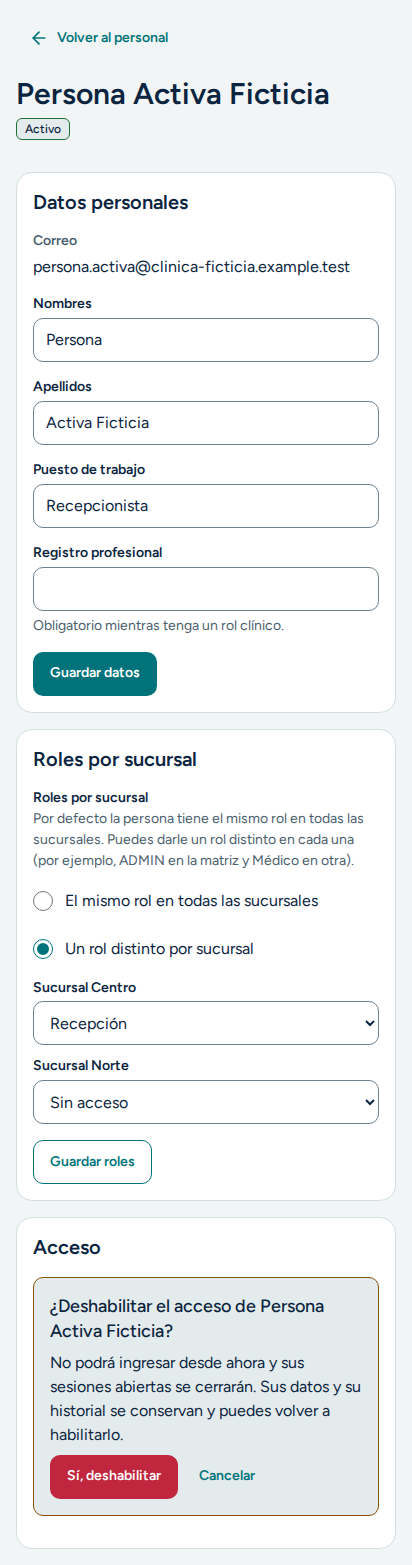 Volver al personal
Persona Activa Ficticia
Activo
Datos personales
Correo
persona.activa@clinica-ficticia.example.test
Nombres
Persona
Apellidos
Activa Ficticia
Puesto de trabajo
Recepcionista
Registro profesional
Obligatorio mientras tenga un rol clínico.
Guardar datos
Roles por sucursal
Roles por sucursal
Por defecto la persona tiene el mismo rol en todas las
sucursales. Puedes darle un rol distinto en cada una
(por ejemplo, ADMIN en la matriz y Médico en otra).
El mismo rol en todas las sucursales
Un rol distinto por sucursal
Sucursal Centro
Recepción
Sucursal Norte
Sin acceso
Guardar roles
Acceso
¿Deshabilitar el acceso de Persona
Activa Ficticia?
No podrá ingresar desde ahora y sus
sesiones abiertas se cerrarán. Sus datos y su
historial se conservan y puedes volver a
habilitarlo.
Sí, deshabilitar
Cancelar